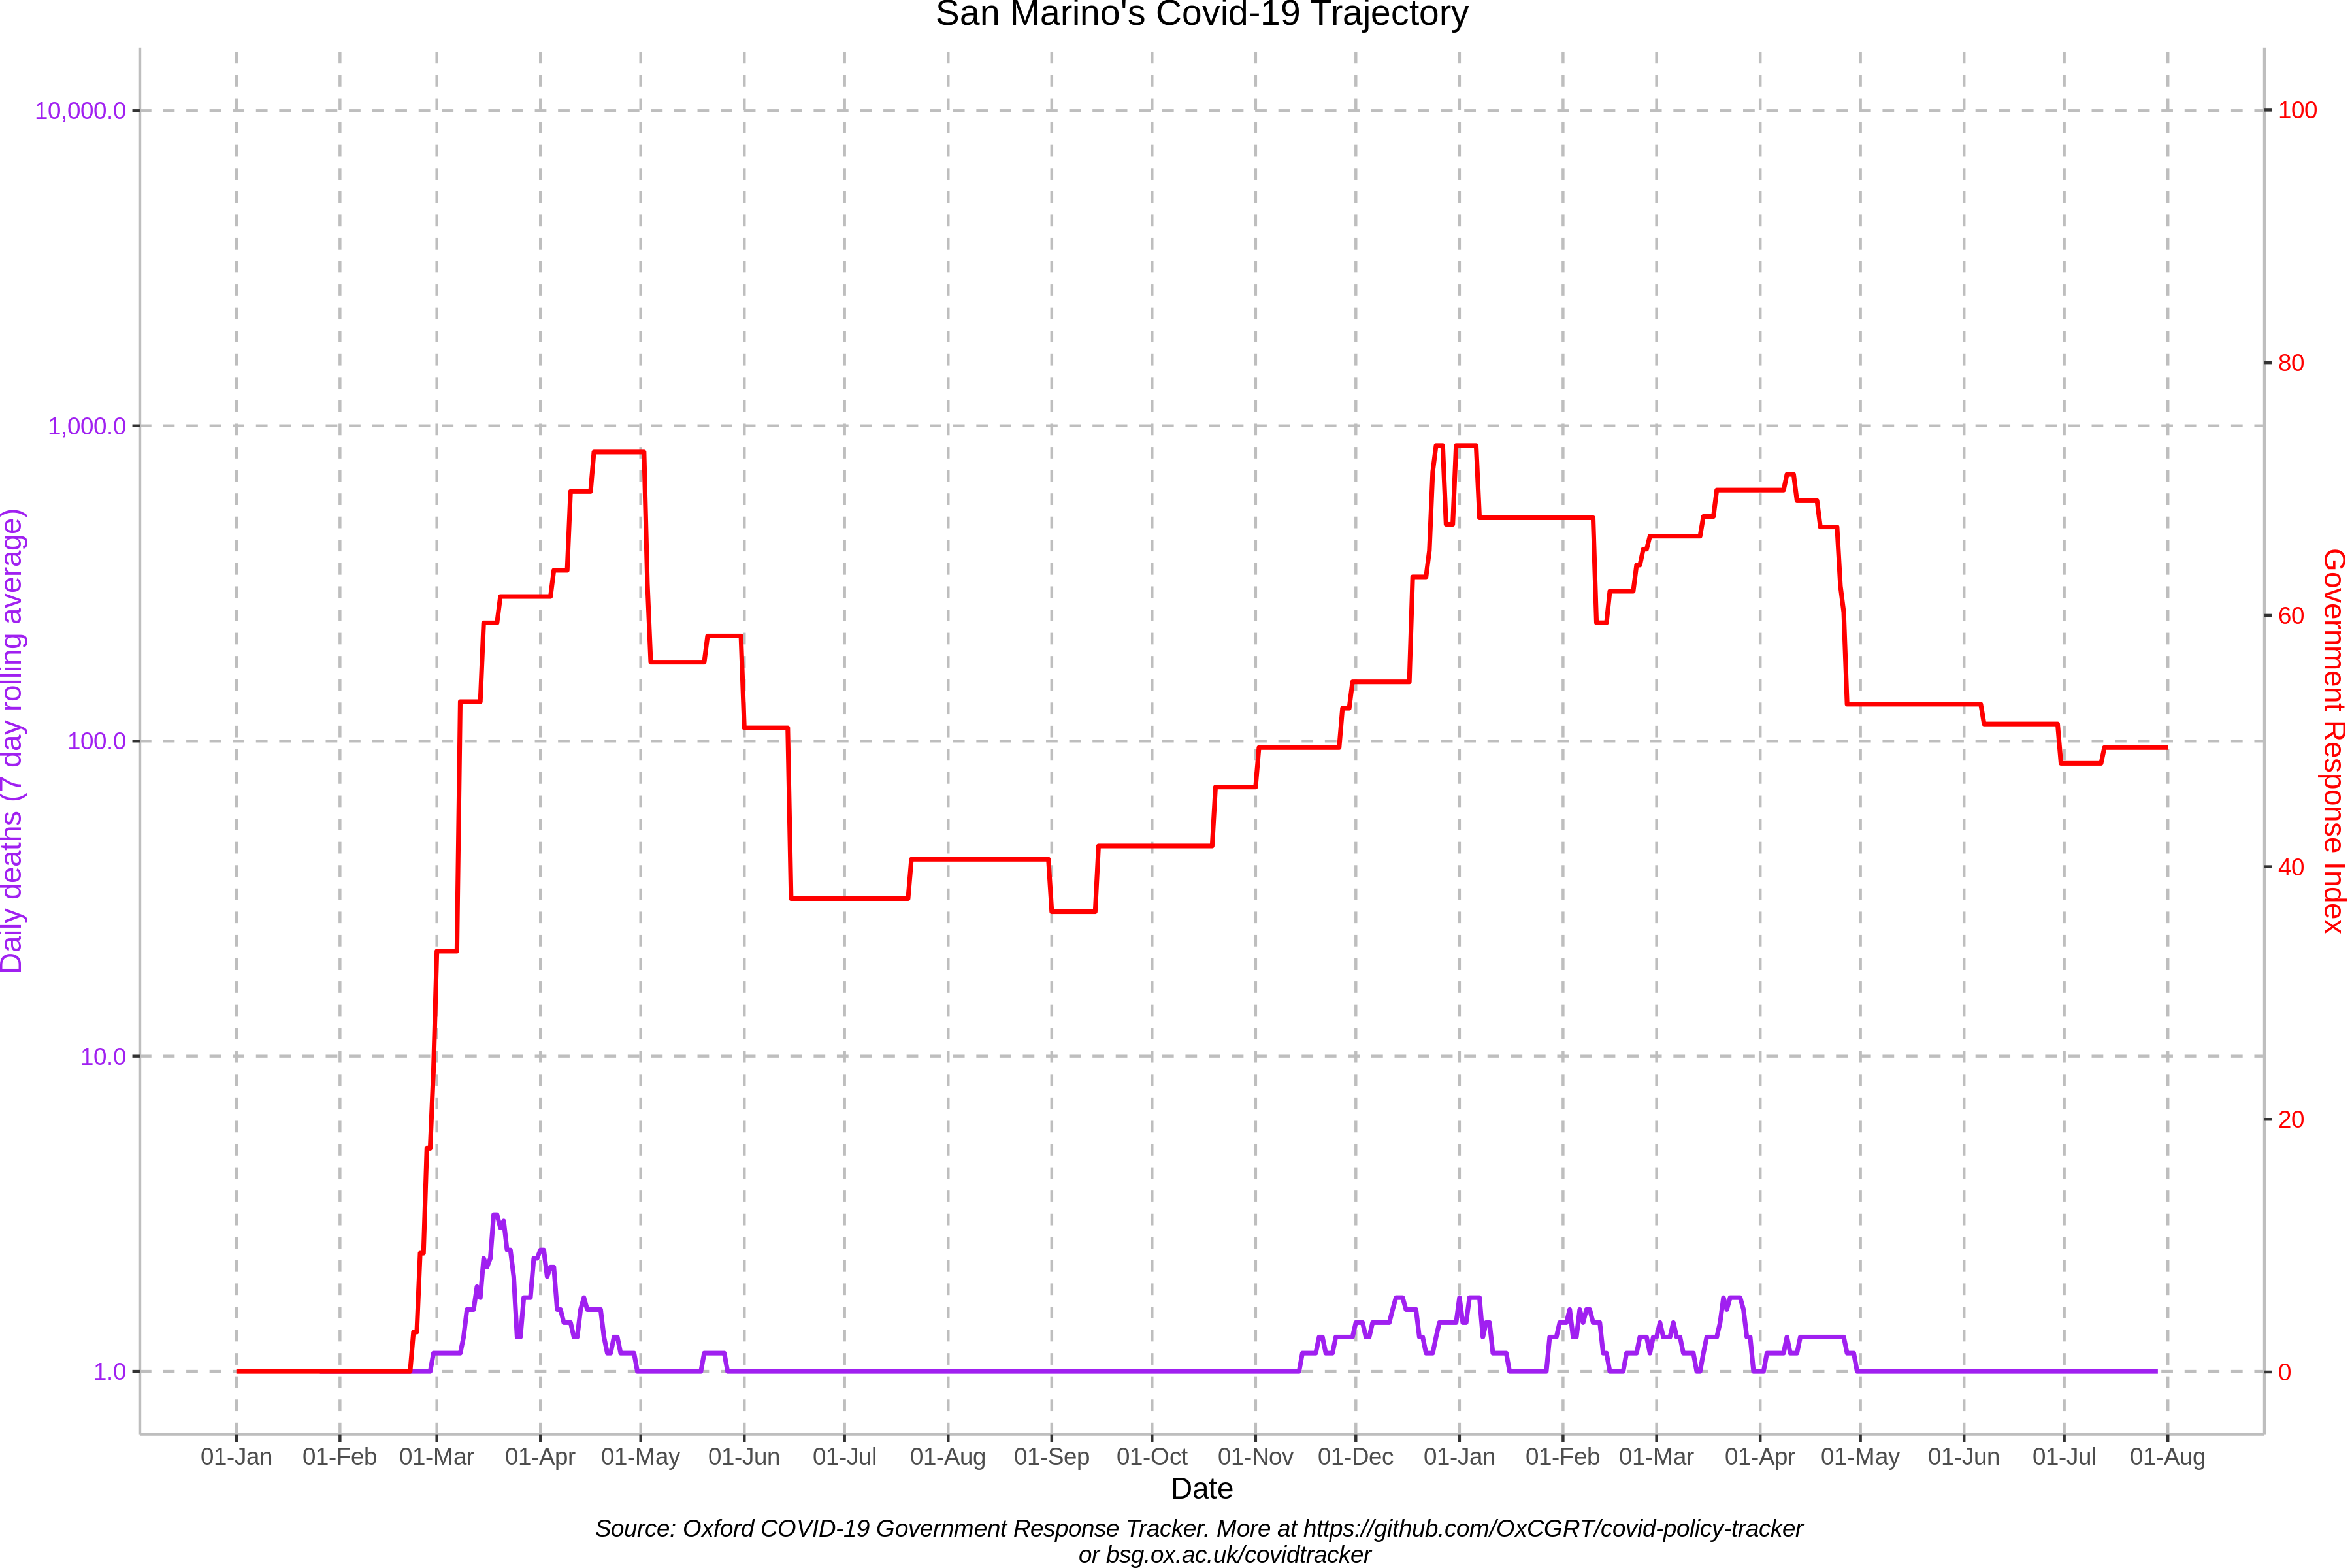 San Marino's Covid-19 Trajectory
10,000.0
1,000.0
100.0
10.0
1.0
Daily deaths (7 day rolling average)
100
80
60
40
20
0
Government Response Index
01-Jan 01-Feb 01-Mar 01-Apr 01-May 01-Jun 01-Jul 01-Aug 01-Sep 01-Oct 01-Nov 01-Dec 01-Jan 01-Feb 01-Mar 01-Apr 01-May 01-Jun 01-Jul 01-Aug
Date
Source: Oxford COVID-19 Government Response Tracker. More at https://github.com/OxCGRT/covid-policy-tracker
or bsg.ox.ac.uk/covidtracker